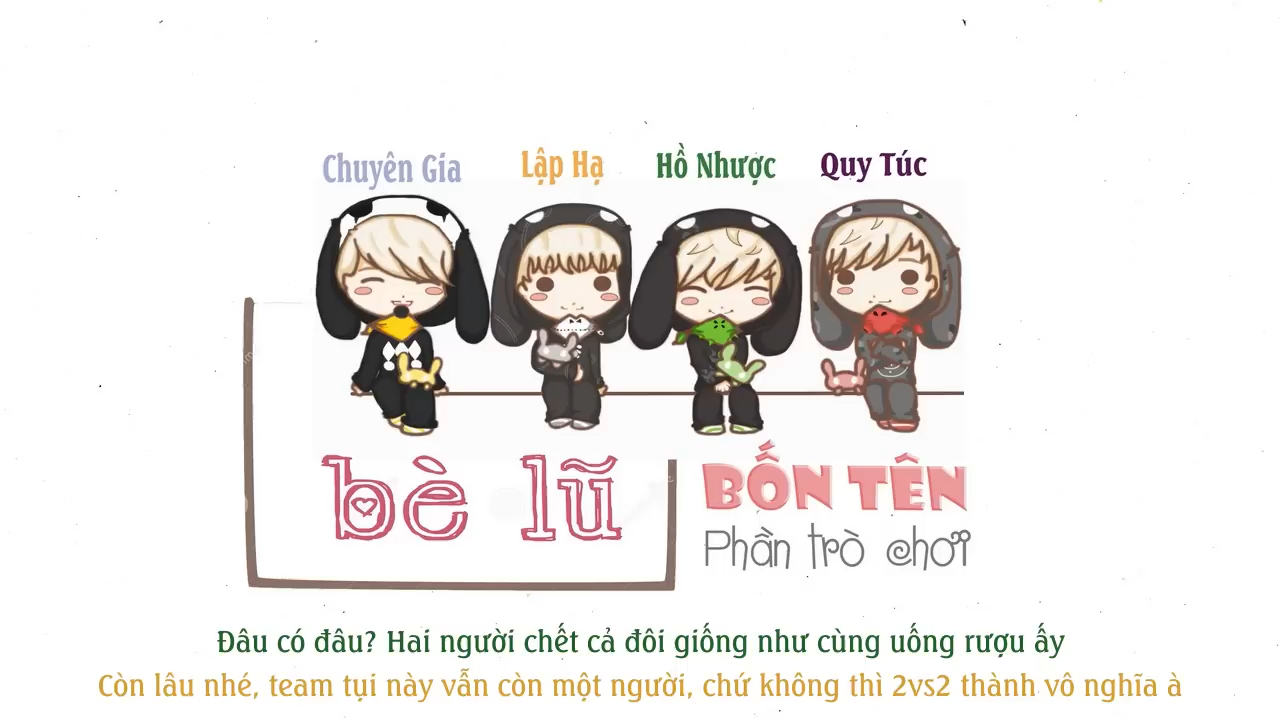 Chuyên Gia Lập Hạ Hồ Nhược Quy Túc
bè lũ BỐN TÊN
Phần trò chơi
Đâu có đâu? Hai người chết cả đôi giống như cùng uống rượu ấy
Còn lâu nhé, team tụi này vẫn còn một người, chứ không thì 2vs2 thành vô nghĩa à